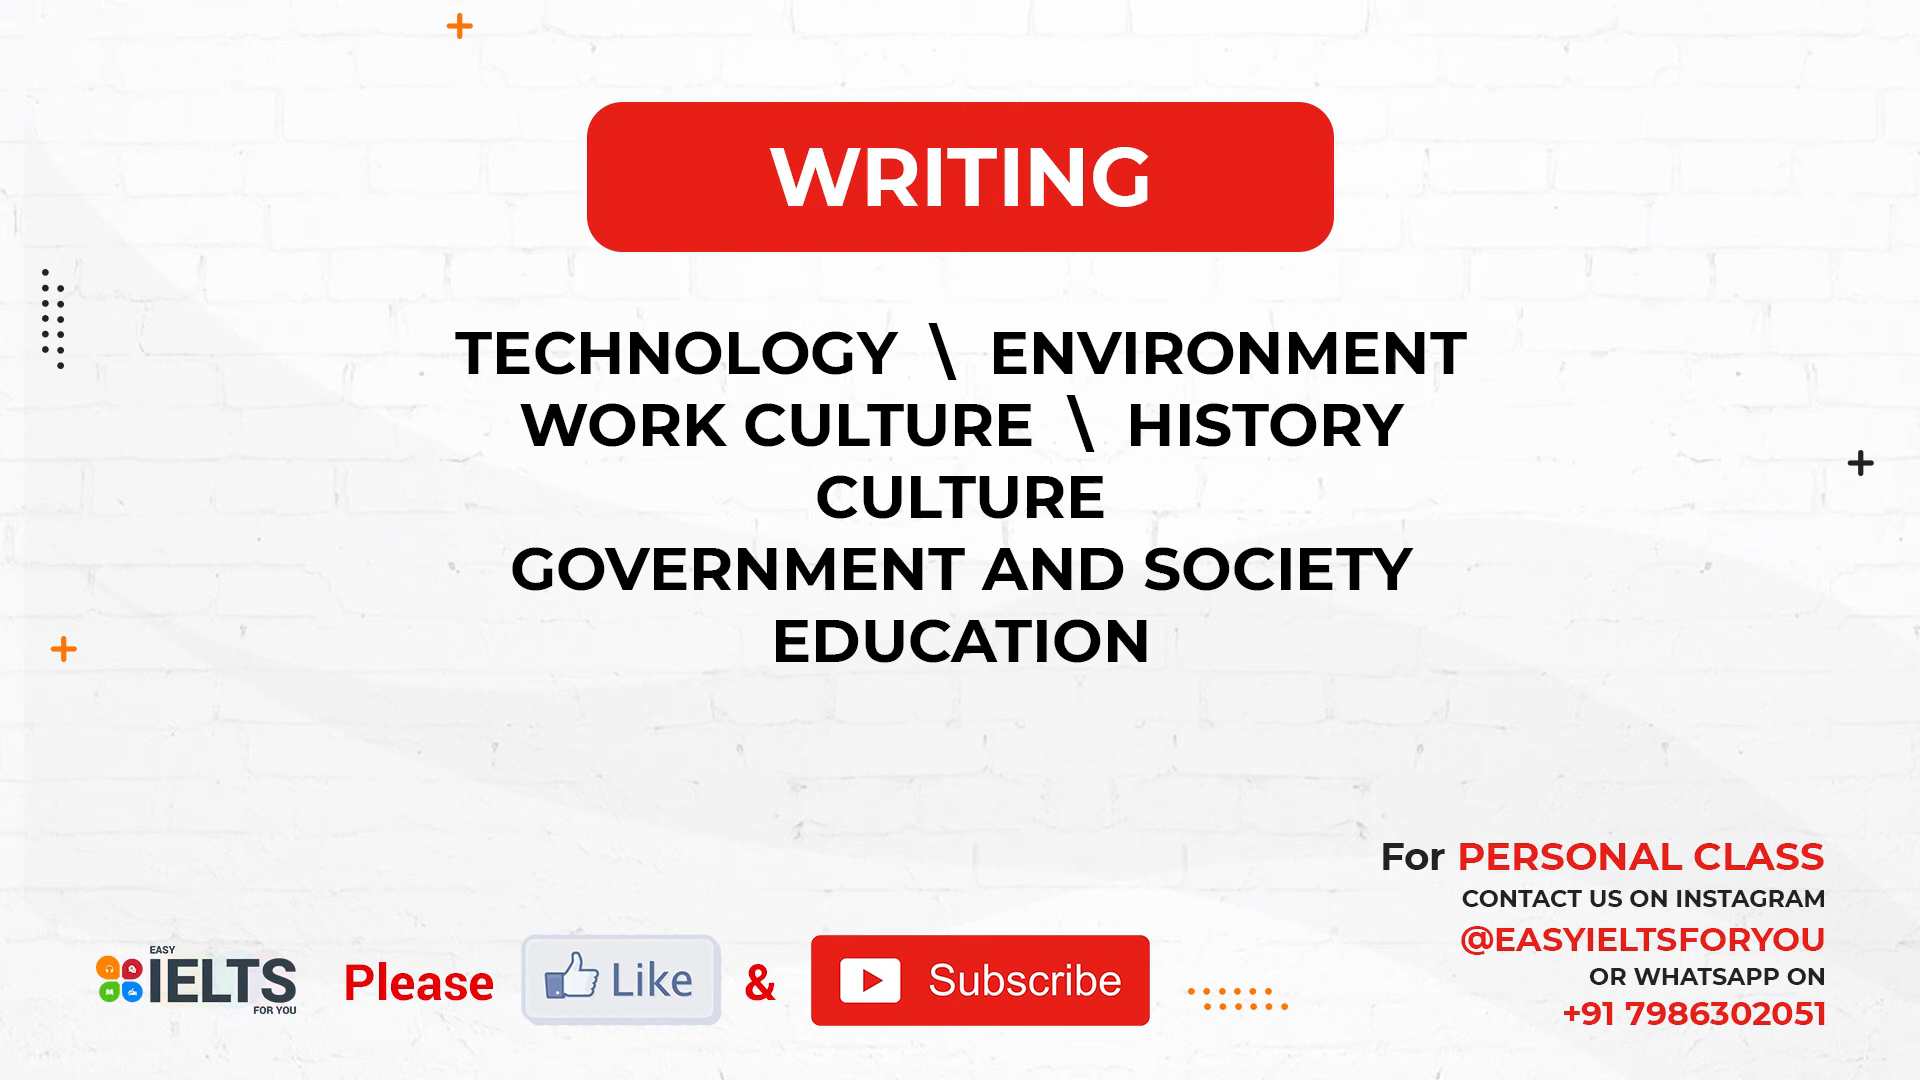 WRITING
TECHNOLOGY \ ENVIRONMENT
WORK CULTURE \ HISTORY
CULTURE
GOVERNMENT AND SOCIETY
EDUCATION
For PERSONAL CLASS
CONTACT US ON INSTAGRAM
@EASYIELTSFORYOU
OR WHATSAPP ON
+91 7986302051
EASY
IELTS
FOR YOU
Please Like & Subscribe